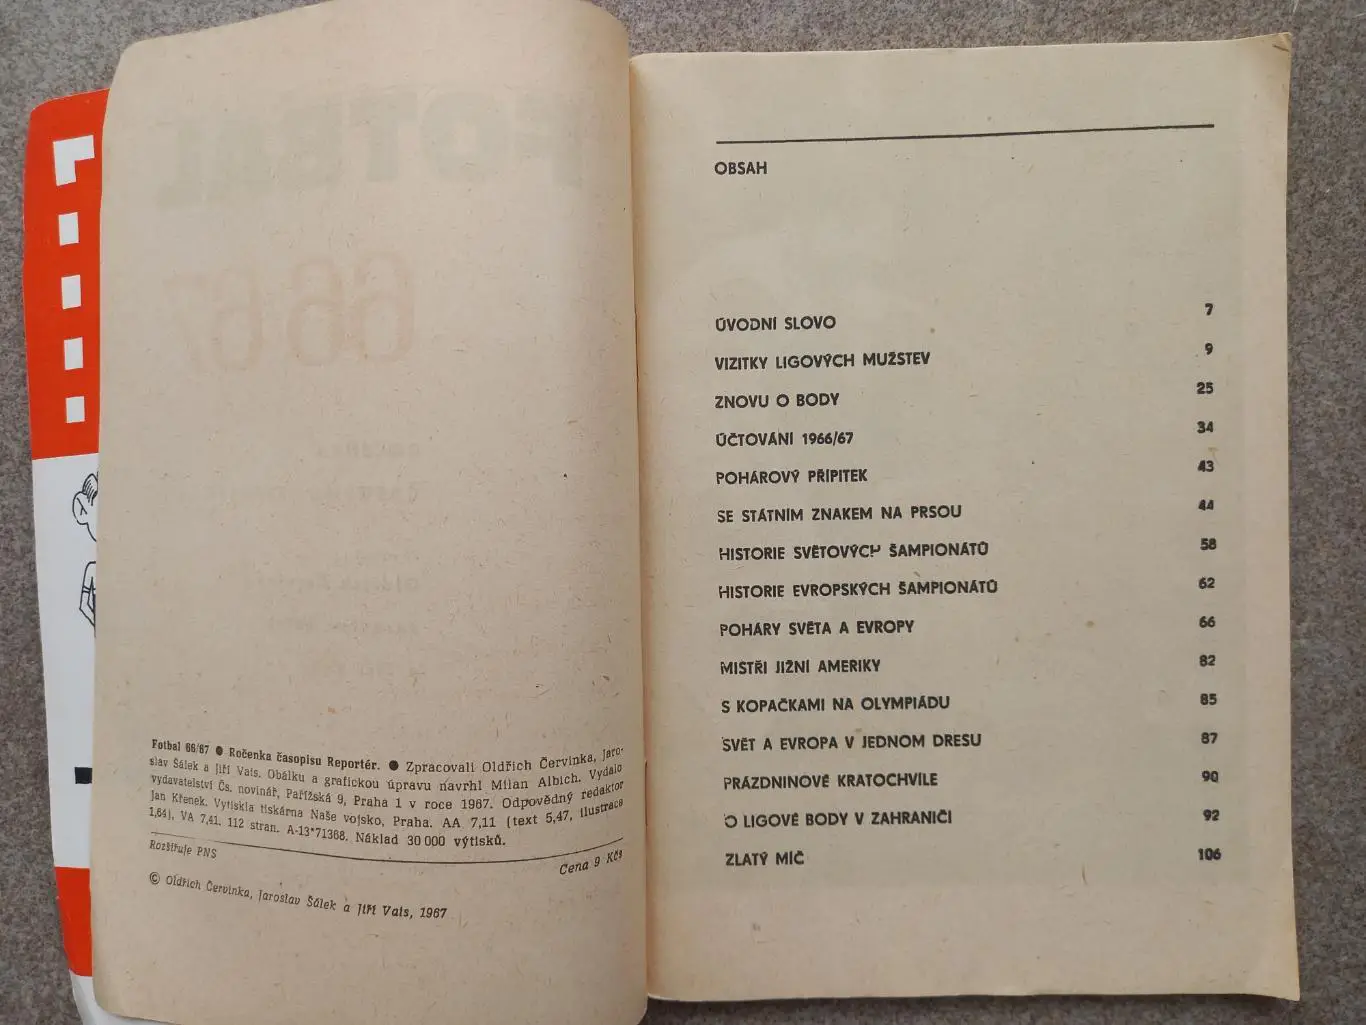 Fotbal 66/67 ● Ročenka časopisu Reportér. ● Zpracovali Oldřich Červinka, Jaro-
slav Šálek a Jiří Vais. Obálku a grafickou úpravu navrhl Milan Albich. Vydalo
vydavatelství Čs. novinář, Pařížská 9, Praha 1 v roce 1967. Odpovědný redaktor
Jan Křenek. Vytiskla tiskárna Naše vojsko, Praha. AA 7,11 (text 5,47, ilustrace
1,64), VA 7,41. 112 stran. A-13*71368. Náklad 30 000 výtisků.
Rozšiřuje PNS
Cena 9 Kčs
© Oldřich Červinka, Jaroslav Šálek a Jiří Vais, 1967
OBSAH
ÚVODNÍ SLOVO 7
VIZITKY LIGOVÝCH MUŽSTEV 9
ZNOVU O BODY 25
ÚČTOVÁNÍ 1966/67 34
POHÁROVÝ PŘÍPITEK 43
SE STÁTNÍM ZNAKEM NA PRSOU 44
HISTORIE SVĚTOVÝCH ŠAMPIONÁTŮ 58
HISTORIE EVROPSKÝCH ŠAMPIONÁTŮ 62
POHÁRY SVĚTA A EVROPY 66
MISTŘI JIŽNÍ AMERIKY 82
S KOPAČKAMI NA OLYMPIÁDU 85
SVĚT A EVROPA V JEDNOM DRESU 87
PRÁZDNINOVÉ KRATOCHVÍLE 90
O LIGOVÉ BODY V ZAHRANIČÍ 92
ZLATÝ MÍČ 106